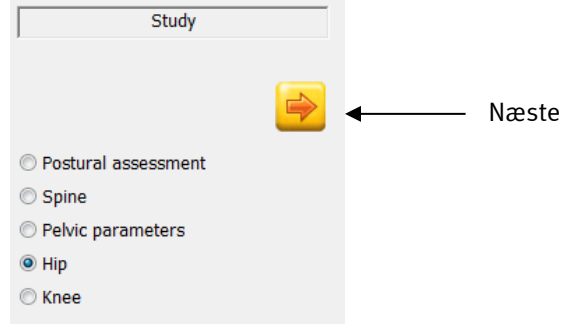 Study
Næste
Postural assessment
Spine
Pelvic parameters
Hip
Knee